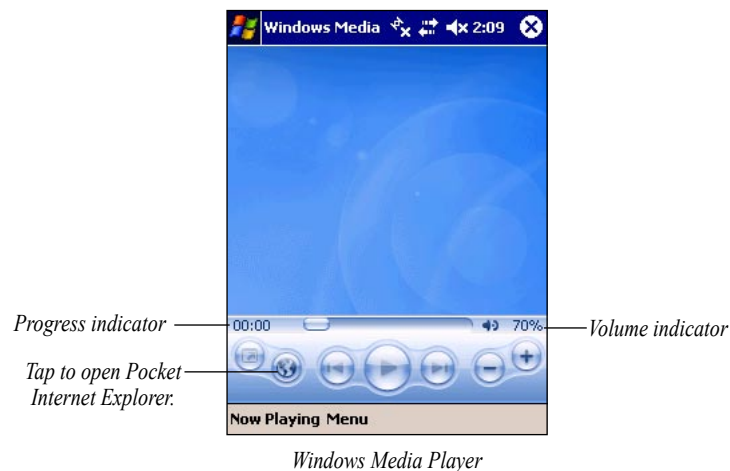 Windows Media 2:09
Progress indicator
00:00
70%
Volume indicator
Tap to open Pocket
Internet Explorer.
Now Playing Menu
Windows Media Player